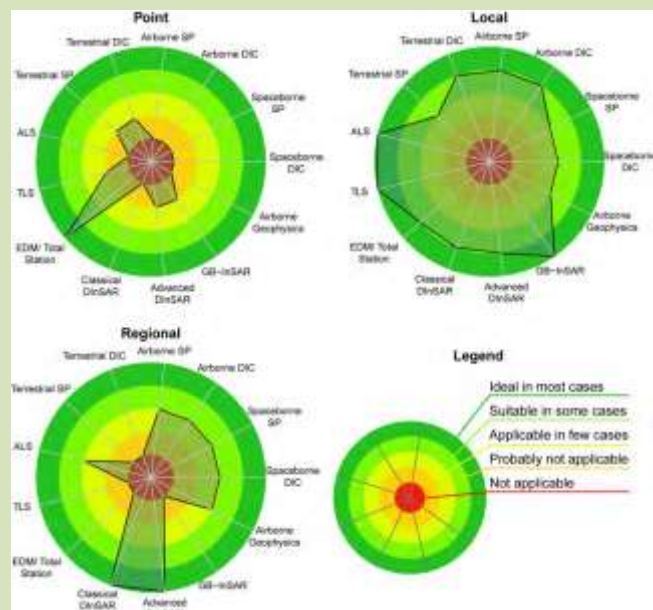 Point
Airborne SP
Terrestrial DIC
Airborne DIC
Terrestrial SP
Spaceborne
SP
ALS
Spaceborne
DIC
TLS
Airborne
Geophysics
EDM/ Total
Station
GB-InSAR
Classical
DInSAR
Advanced
DInSAR
Local
Airborne SP
Terrestrial DIC
Airborne DIC
Terrestrial SP
Spaceborne
SP
ALS
Spaceborne
DIC
TLS
Airborne
Geophysics
EDM/ Total
Station
GB-InSAR
Classical
DInSAR
Advanced
DInSAR
Regional
Airborne SP
Terrestrial DIC
Airborne DIC
Terrestrial SP
Spaceborne
SP
ALS
Spaceborne
DIC
TLS
Airborne
Geophysics
EDM/ Total
Station
GB-InSAR
Classical
DInSAR
Advanced
Legend
Ideal in most cases
Suitable in some cases
Applicable in few cases
Probably not applicable
Not applicable